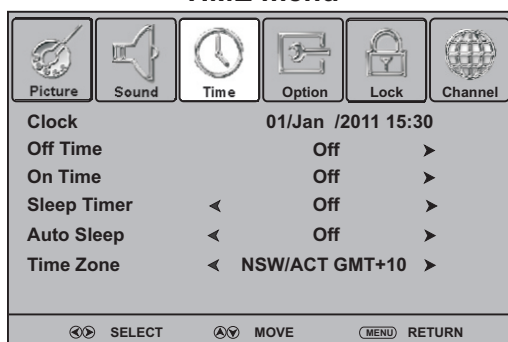 Picture Sound Time Option Lock Channel
Clock 01/Jan /2011 15:30
Off Time Off
On Time Off
Sleep Timer Off
Auto Sleep Off
Time Zone NSW/ACT GMT+10
SELECT MOVE MENU RETURN